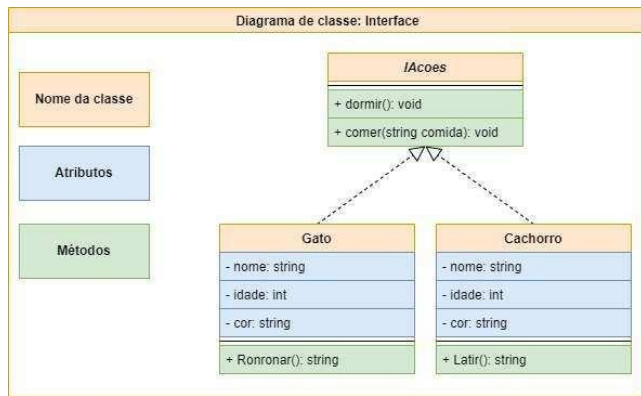 Diagrama de classe: Interface
Nome da classe
Atributos
Métodos
IAcoes
+ dormir(): void
+ comer(string comida): void
Gato
- nome: string
- idade: int
- cor: string
+ Ronronar(): string
Cachorro
- nome: string
- idade: int
- cor: string
+ Latir(): string